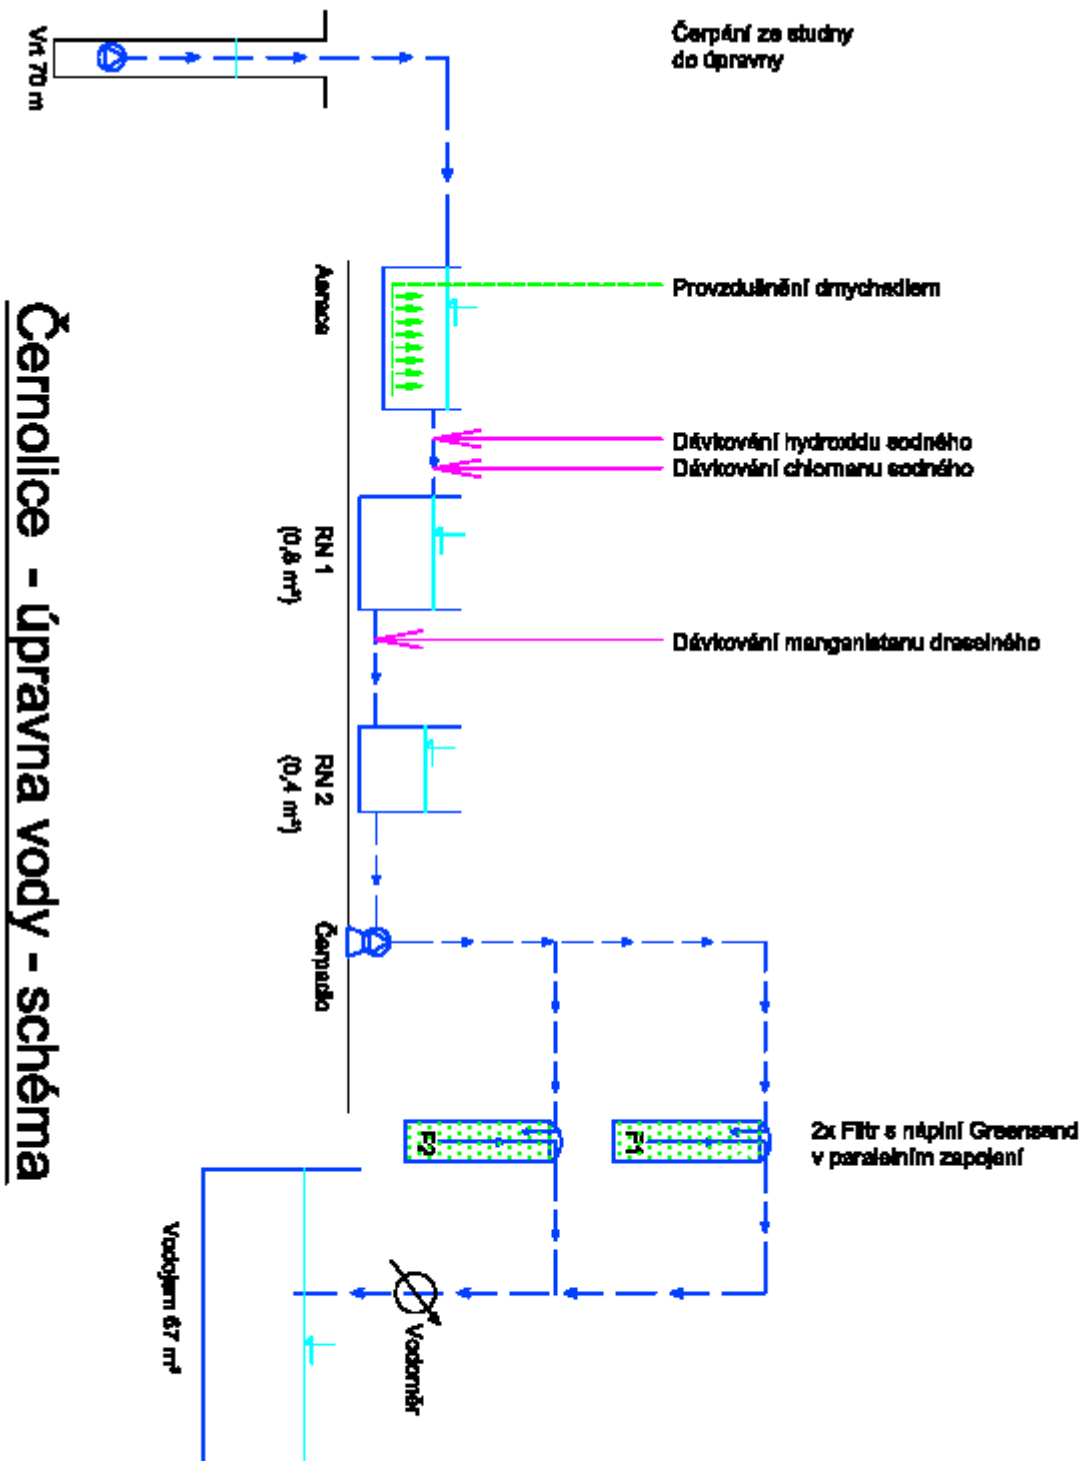 Černolice - úpravna vody - schéma
Čerpání ze studny
do úpravny
Vrt 70 m
Provzdušnění dmychadlem
Aerace
Dávkování hydroxidu sodného
Dávkování chlornanu sodného
RN 1
(0,8 m³)
Dávkování manganistanu draselného
RN 2
(0,4 m³)
Čerpadlo
F2
F1
2x Filtr s náplní Greensand
v paralelním zapojení
Vodoměr
Vodojem 67 m³